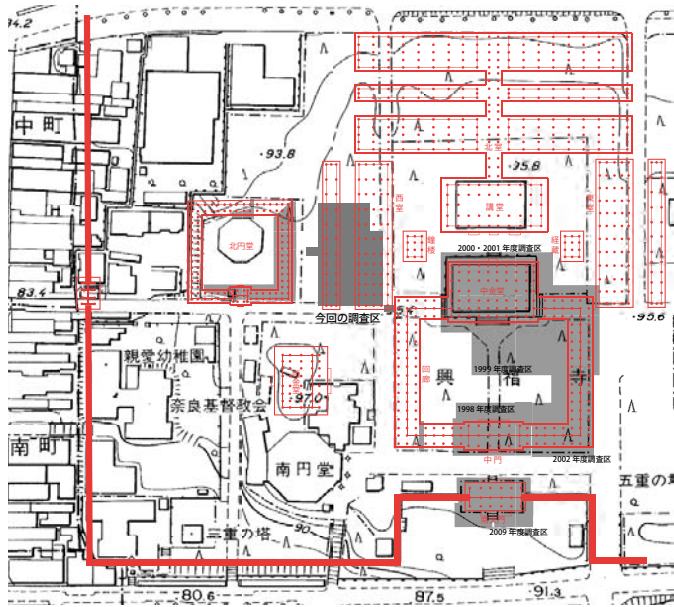 84.2
中町
・93.8
北室
・95.8
講堂
西室
東室
鐘楼
経蔵
北円堂
2000・2001年度調査区
中金堂
83.4
今回の調査区
95.4
・95.6
親愛幼稚園
回廊
1999年度調査区
興福寺
奈良基督教会
・97.0
1998年度調査区
南町
南円堂
中門
2002年度調査区
五重の塔
三重の塔
90
2009年度調査区
80.6
87.5
・91.3